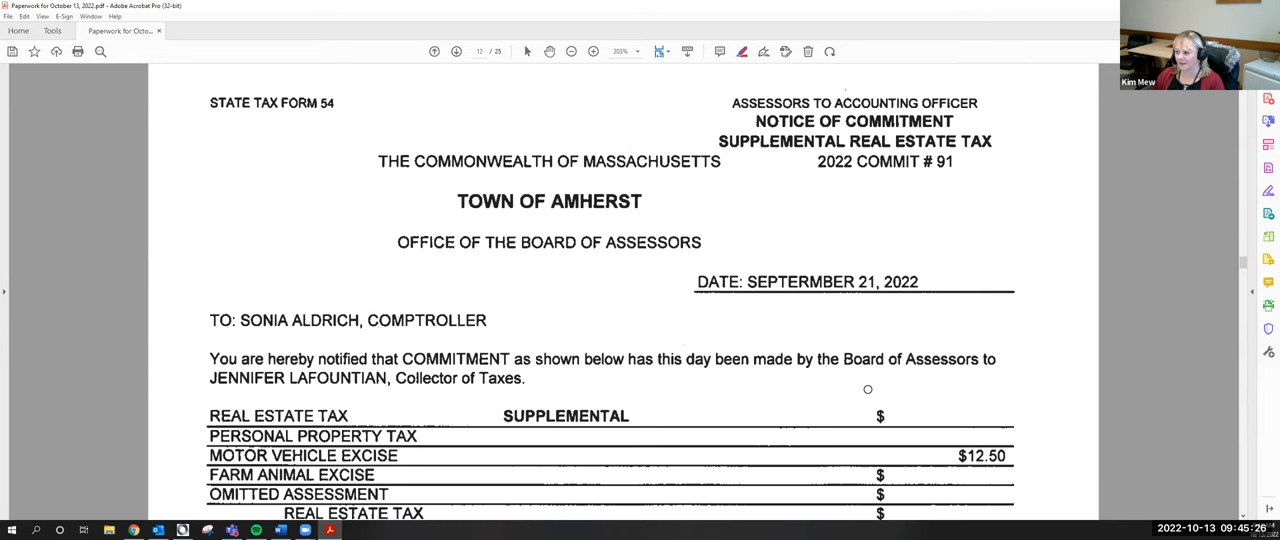 Paperwork for October 13, 2022.pdf - Adobe Acrobat Pro (32-bit)
File Edit View E-Sign Window Help
Home Tools Paperwork for Octo... ×
12 / 25 203%
Kim Mew
STATE TAX FORM 54
ASSESSORS TO ACCOUNTING OFFICER
NOTICE OF COMMITMENT
SUPPLEMENTAL REAL ESTATE TAX
THE COMMONWEALTH OF MASSACHUSETTS 2022 COMMIT # 91
TOWN OF AMHERST
OFFICE OF THE BOARD OF ASSESSORS
DATE: SEPTERMBER 21, 2022
TO: SONIA ALDRICH, COMPTROLLER
You are hereby notified that COMMITMENT as shown below has this day been made by the Board of Assessors to
JENNIFER LAFOUNTIAN, Collector of Taxes.
REAL ESTATE TAX SUPPLEMENTAL $
PERSONAL PROPERTY TAX
MOTOR VEHICLE EXCISE $12.50
FARM ANIMAL EXCISE $
OMITTED ASSESSMENT $
REAL ESTATE TAX $
2022-10-13 09:45:26